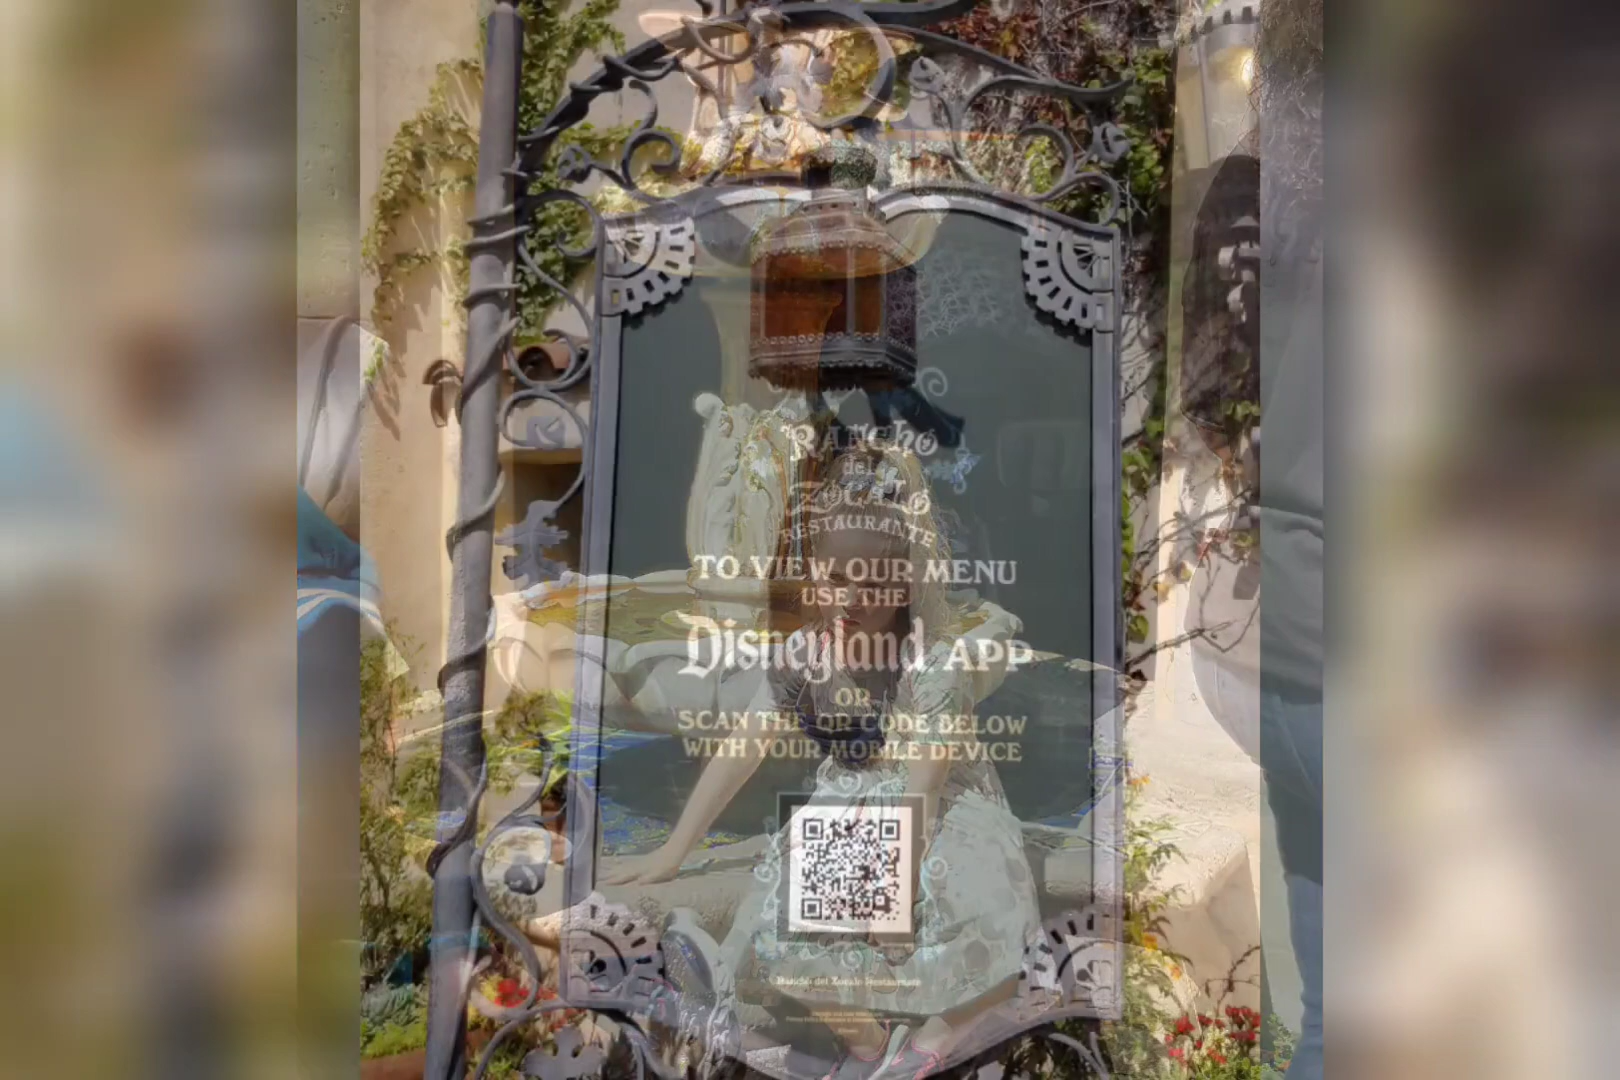 RANCHO
del
ZOCALO
RESTAURANTE
TO VIEW OUR MENU
USE THE
Disneyland APP
OR
SCAN THE QR CODE BELOW
WITH YOUR MOBILE DEVICE
Rancho del Zocalo Restaurante